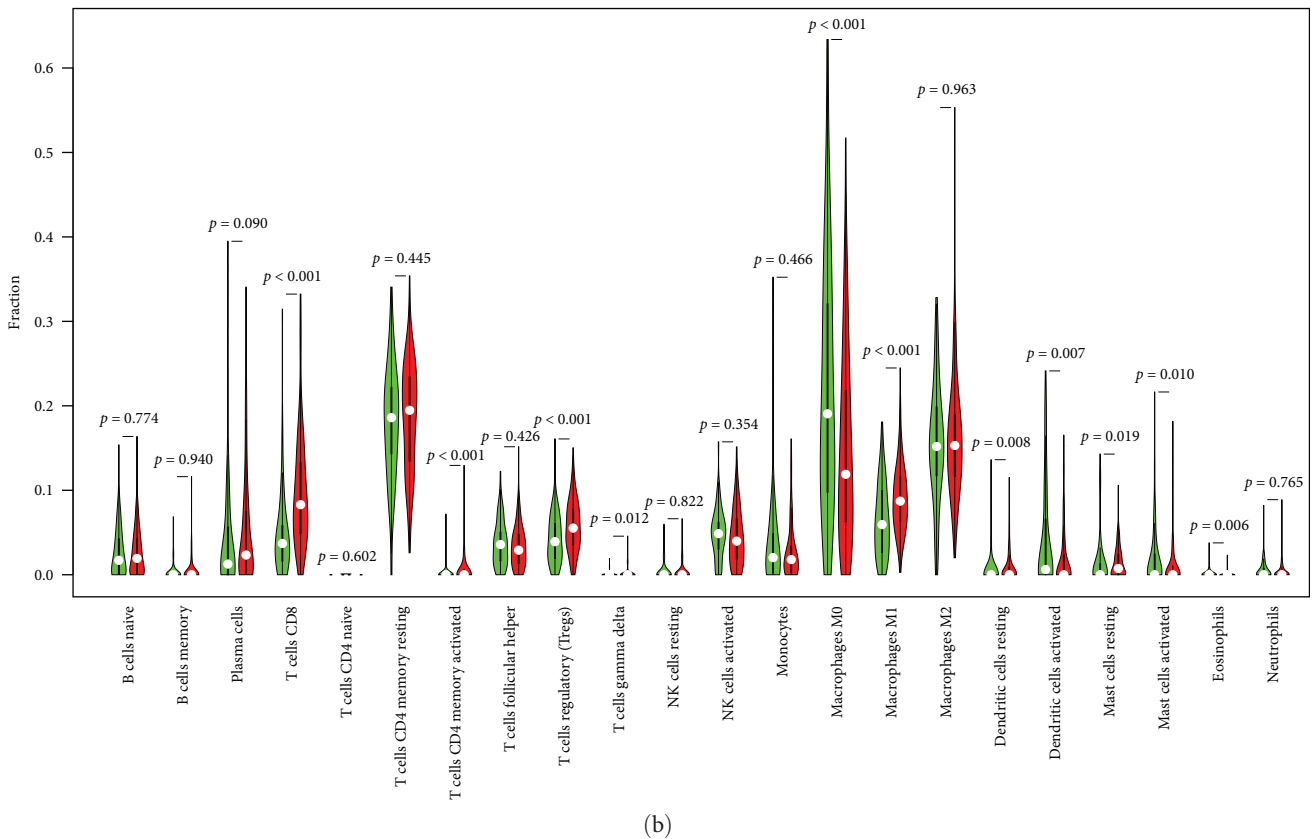 Fraction
0.6
0.5
0.4
0.3
0.2
0.1
0.0
p = 0.774
p = 0.940
p = 0.090
p < 0.001
p = 0.602
p = 0.445
p < 0.001
p = 0.426
p < 0.001
p = 0.012
p = 0.822
p = 0.354
p = 0.466
p < 0.001
p < 0.001
p = 0.963
p = 0.008
p = 0.007
p = 0.019
p = 0.010
p = 0.006
p = 0.765
B cells naive
B cells memory
Plasma cells
T cells CD8
T cells CD4 naive
T cells CD4 memory resting
T cells CD4 memory activated
T cells follicular helper
T cells regulatory (Tregs)
T cells gamma delta
NK cells resting
NK cells activated
Monocytes
Macrophages M0
Macrophages M1
Macrophages M2
Dendritic cells resting
Dendritic cells activated
Mast cells resting
Mast cells activated
Eosinophils
Neutrophils
(b)